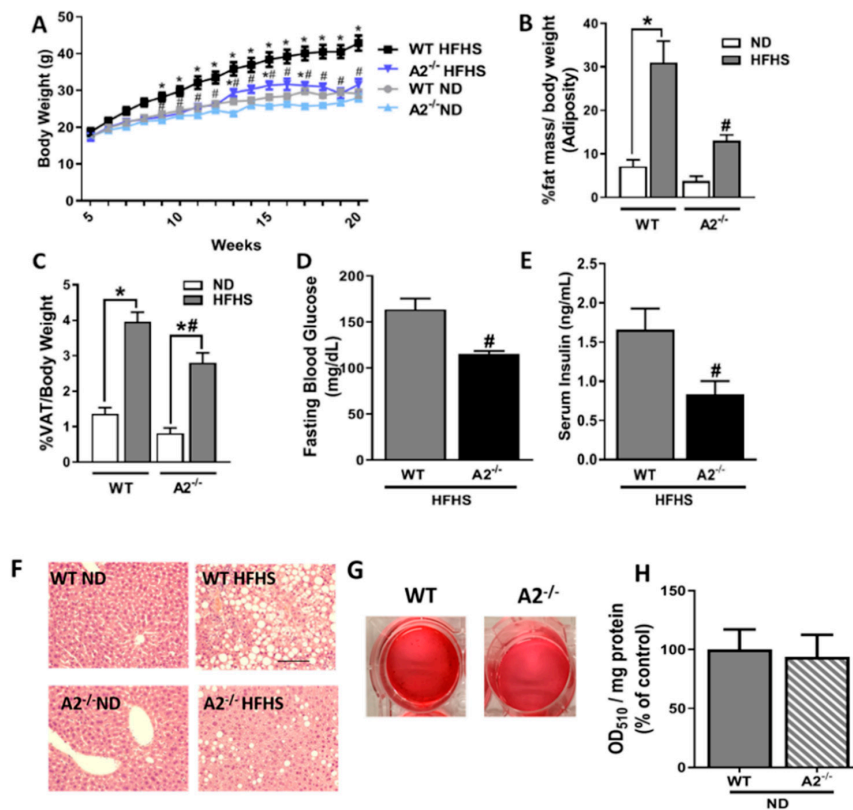 A
Body Weight (g)
50
40
30
20
10
0
5
10
15
20
Weeks
WT HFHS
A2-/- HFHS
WT ND
A2-/-ND
* * * * * * * * * * * *
# # # # *# # *# # *# # # #
B
%fat mass/ body weight
(Adiposity)
40
30
20
10
0
*
#
ND
HFHS
WT
A2-/-
C
%VAT/Body Weight
5
4
3
2
1
0
*
*#
ND
HFHS
WT
A2-/-
D
Fasting Blood Glucose
(mg/dL)
200
150
100
50
0
#
WT
A2-/-
HFHS
E
Serum Insulin (ng/mL)
2.0
1.5
1.0
0.5
0.0
#
WT
A2-/-
HFHS
F
WT ND
WT HFHS
A2-/-ND
A2-/- HFHS
G
WT
A2-/-
H
OD510 / mg protein
(% of control)
150
100
50
0
WT
A2-/-
ND